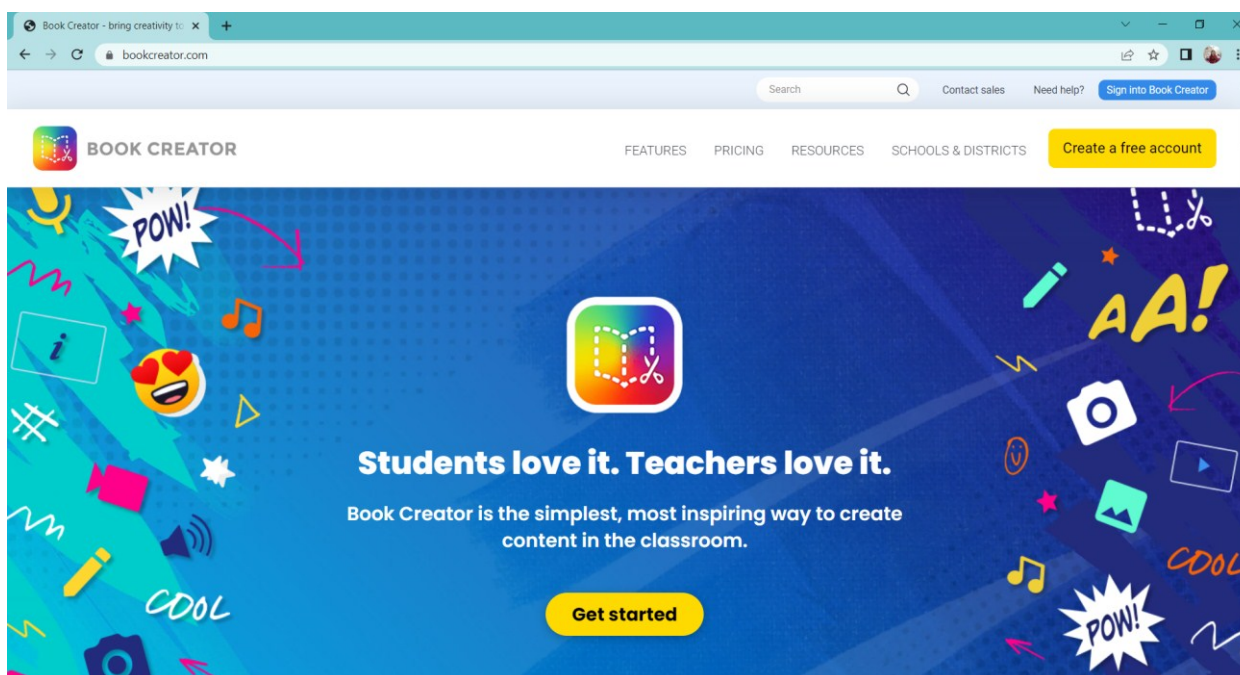 Book Creator - bring creativity to
bookcreator.com
Search
Contact sales
Need help?
Sign into Book Creator
BOOK CREATOR
FEATURES
PRICING
RESOURCES
SCHOOLS & DISTRICTS
Create a free account
POW!
i
AA!
Students love it. Teachers love it.
Book Creator is the simplest, most inspiring way to create
content in the classroom.
COOL
COOL
Get started
POW!